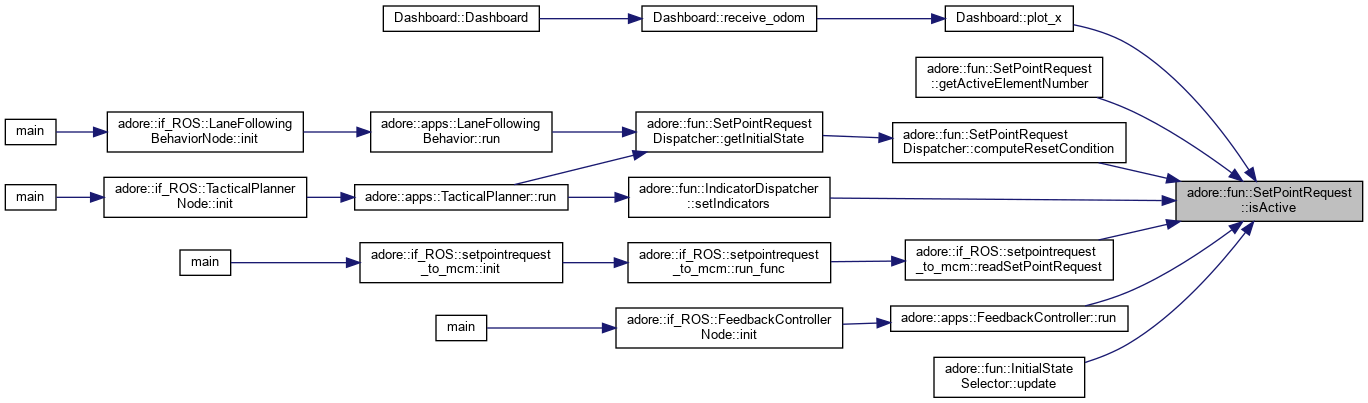 Dashboard::Dashboard
Dashboard::receive_odom
Dashboard::plot_x
adore::fun::SetPointRequest
::getActiveElementNumber
main
adore::if_ROS::LaneFollowing
BehaviorNode::init
adore::apps::LaneFollowing
Behavior::run
adore::fun::SetPointRequest
Dispatcher::getInitialState
adore::fun::SetPointRequest
Dispatcher::computeResetCondition
main
adore::if_ROS::TacticalPlanner
Node::init
adore::apps::TacticalPlanner::run
adore::fun::IndicatorDispatcher
::setIndicators
adore::fun::SetPointRequest
::isActive
main
adore::if_ROS::setpointrequest
_to_mcm::init
adore::if_ROS::setpointrequest
_to_mcm::run_func
adore::if_ROS::setpointrequest
_to_mcm::readSetPointRequest
main
adore::if_ROS::FeedbackController
Node::init
adore::apps::FeedbackController::run
adore::fun::InitialState
Selector::update